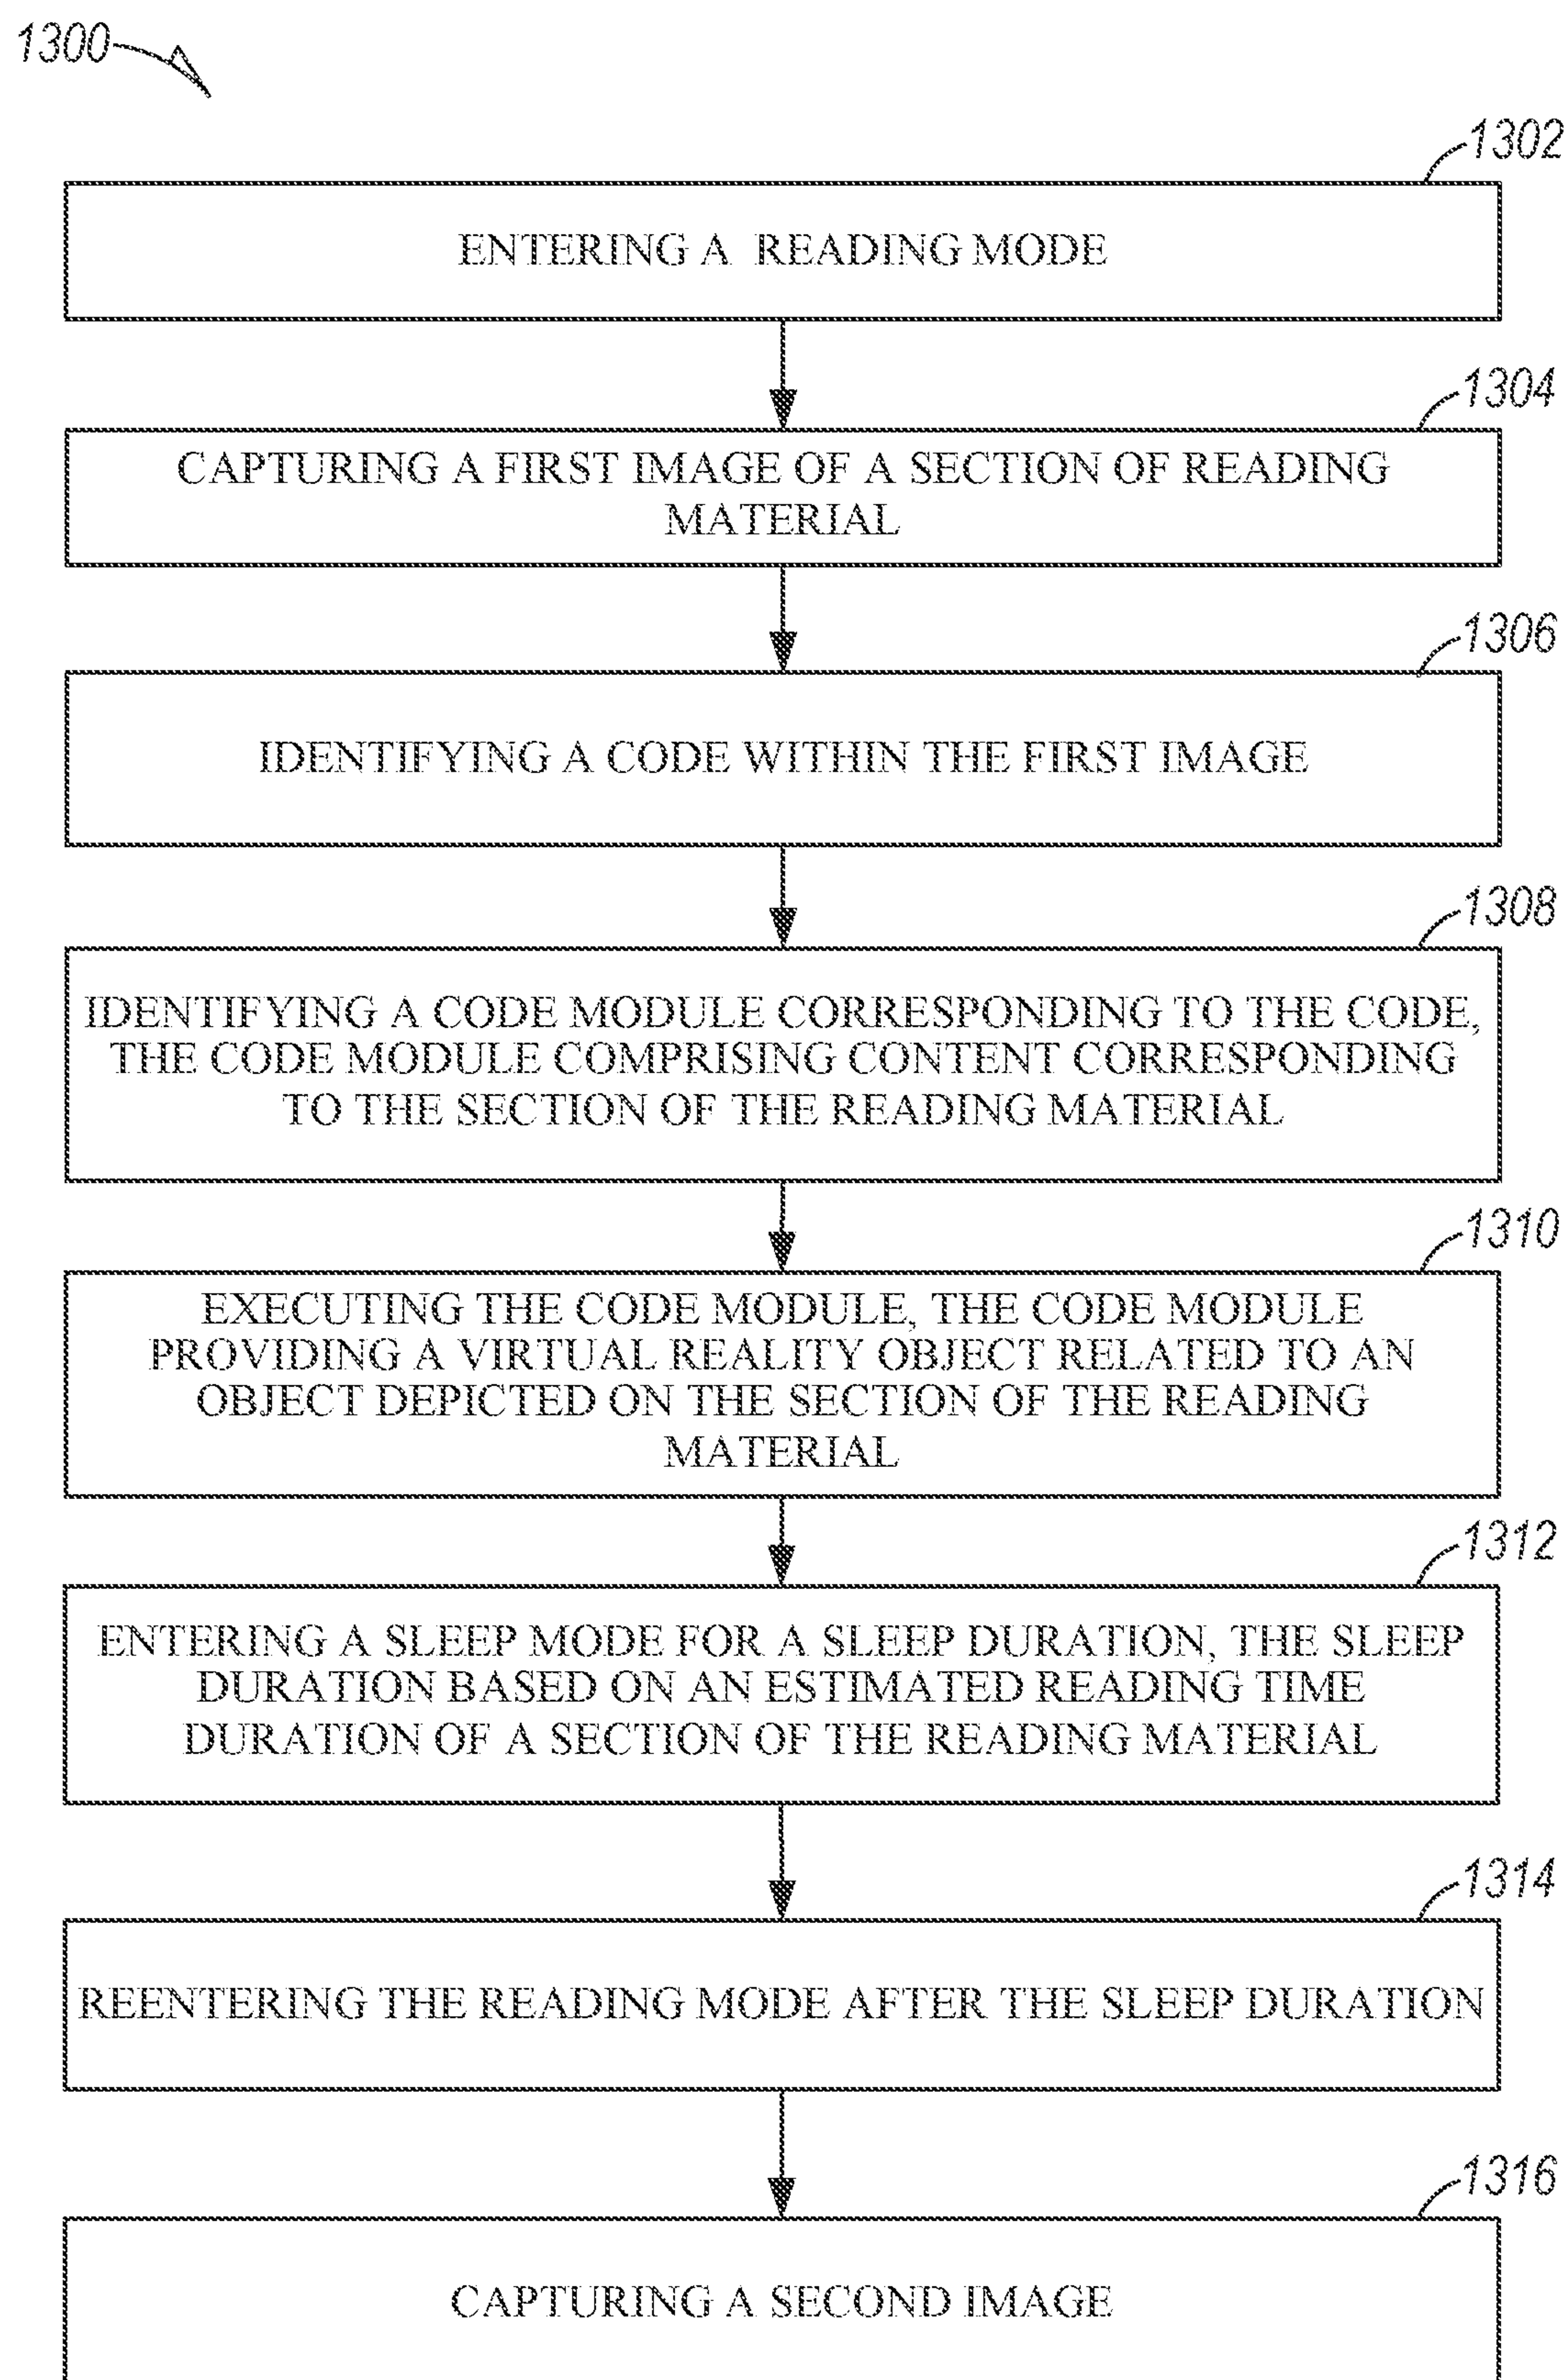 1300
1302
ENTERING A READING MODE
1304
CAPTURING A FIRST IMAGE OF A SECTION OF READING
MATERIAL
1306
IDENTIFYING A CODE WITHIN THE FIRST IMAGE
1308
IDENTIFYING A CODE MODULE CORRESPONDING TO THE CODE,
THE CODE MODULE COMPRISING CONTENT CORRESPONDING
TO THE SECTION OF THE READING MATERIAL
1310
EXECUTING THE CODE MODULE, THE CODE MODULE
PROVIDING A VIRTUAL REALITY OBJECT RELATED TO AN
OBJECT DEPICTED ON THE SECTION OF THE READING
MATERIAL
1312
ENTERING A SLEEP MODE FOR A SLEEP DURATION, THE SLEEP
DURATION BASED ON AN ESTIMATED READING TIME
DURATION OF A SECTION OF THE READING MATERIAL
1314
REENTERING THE READING MODE AFTER THE SLEEP DURATION
1316
CAPTURING A SECOND IMAGE